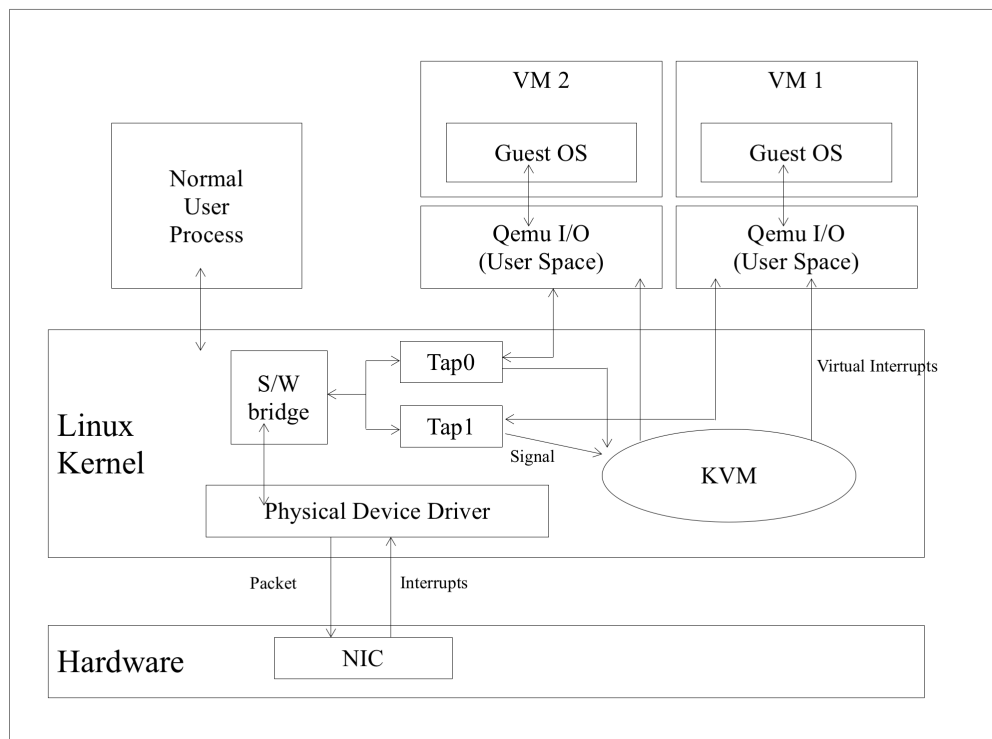 VM 2
VM 1
Guest OS
Guest OS
Normal
User
Process
Qemu I/O
(User Space)
Qemu I/O
(User Space)
Tap0
Virtual Interrupts
S/W
bridge
Tap1
Linux
Kernel
Signal
KVM
Physical Device Driver
Packet
Interrupts
Hardware
NIC